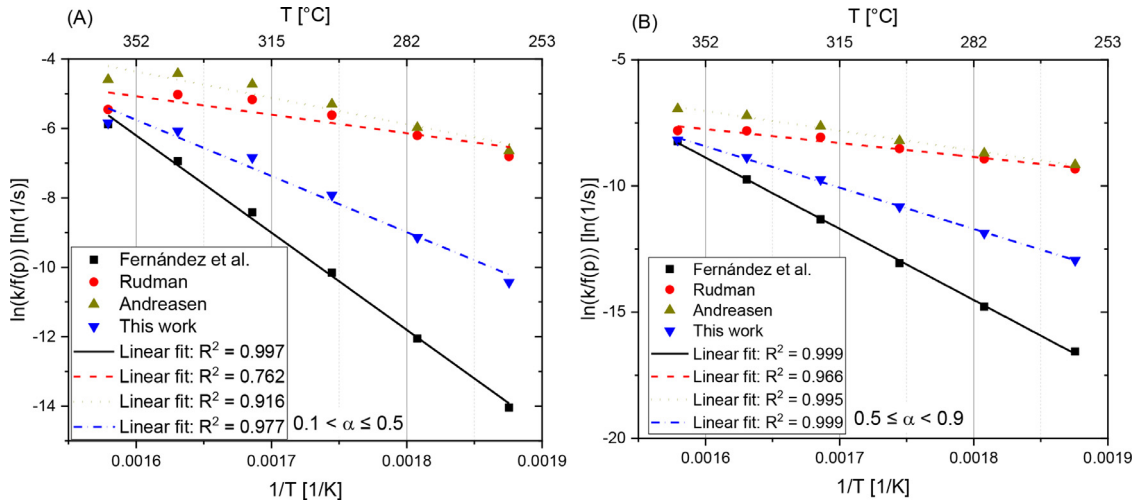 (A)
T [°C]
352 315 282 253
-4
-6
-8
-10
-12
-14
ln(k/f(p)) [ln(1/s)]
Fernández et al.
Rudman
Andreasen
This work
Linear fit: R² = 0.997
Linear fit: R² = 0.762
Linear fit: R² = 0.916
Linear fit: R² = 0.977
0.1 < α ≤ 0.5
0.0016 0.0017 0.0018 0.0019
1/T [1/K]
(B)
T [°C]
352 315 282 253
-5
-10
-15
-20
ln(k/f(p)) [ln(1/s)]
Fernández et al.
Rudman
Andreasen
This work
Linear fit: R² = 0.999
Linear fit: R² = 0.966
Linear fit: R² = 0.995
Linear fit: R² = 0.999
0.5 ≤ α < 0.9
0.0016 0.0017 0.0018 0.0019
1/T [1/K]